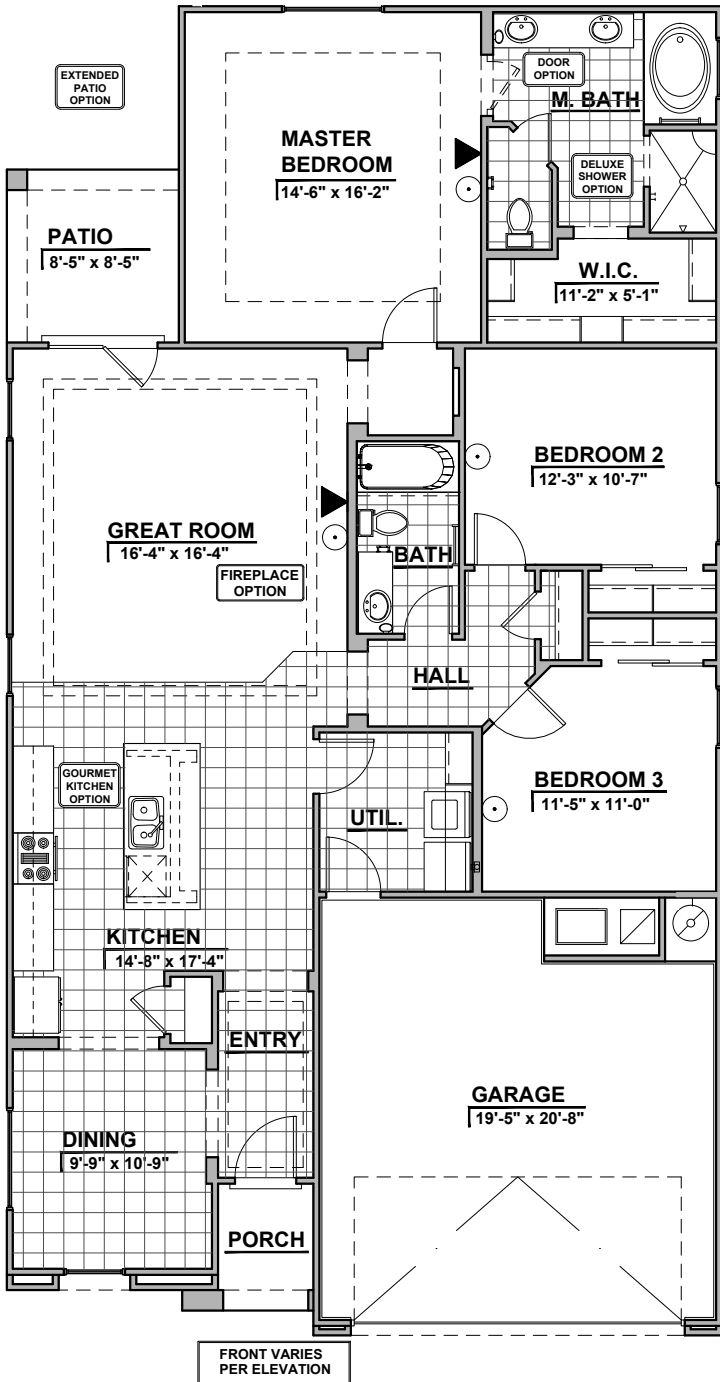 EXTENDED
PATIO
OPTION
DOOR
OPTION
M. BATH
MASTER
BEDROOM
14'-6" x 16'-2"
DELUXE
SHOWER
OPTION
PATIO
8'-5" x 8'-5"
W.I.C.
11'-2" x 5'-1"
BEDROOM 2
12'-3" x 10'-7"
GREAT ROOM
16'-4" x 16'-4"
BATH
FIREPLACE
OPTION
HALL
GOURMET
KITCHEN
OPTION
BEDROOM 3
11'-5" x 11'-0"
UTIL.
KITCHEN
14'-8" x 17'-4"
ENTRY
GARAGE
19'-5" x 20'-8"
DINING
9'-9" x 10'-9"
PORCH
FRONT VARIES
PER ELEVATION